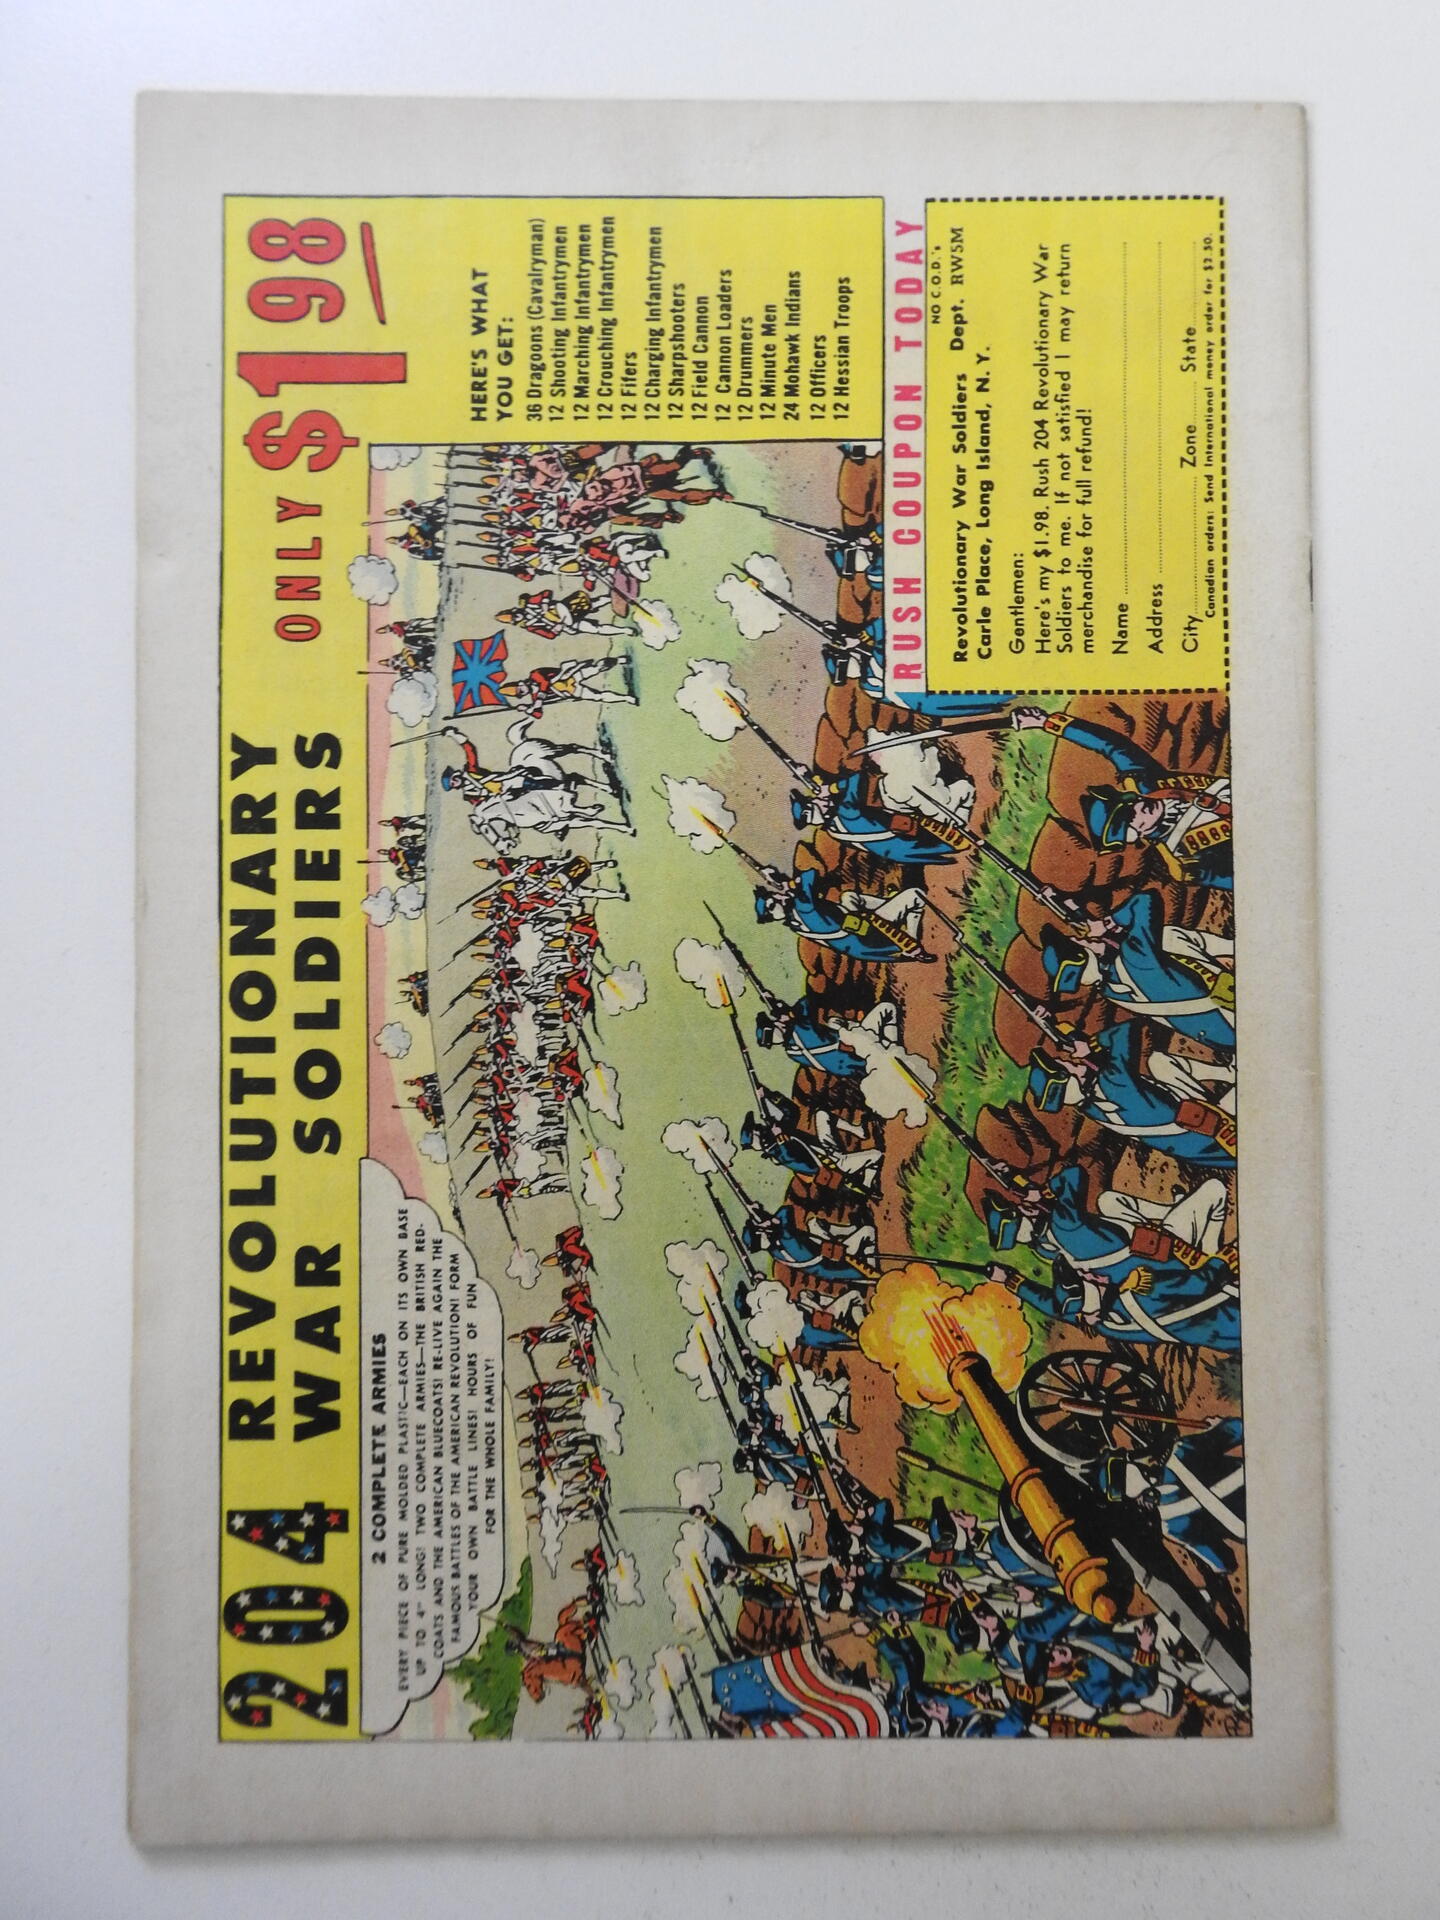 204 REVOLUTIONARY
WAR SOLDIERS
ONLY $1 98
2 COMPLETE ARMIES
EVERY PIECE OF PURE MOLDED PLASTIC—EACH ON ITS OWN BASE
UP TO 4" LONG! TWO COMPLETE ARMIES—THE BRITISH RED-
COATS AND THE AMERICAN BLUECOATS! RE-LIVE AGAIN THE
FAMOUS BATTLES OF THE AMERICAN REVOLUTION! FORM
YOUR OWN BATTLE LINES! HOURS OF FUN
FOR THE WHOLE FAMILY!
HERE'S WHAT
YOU GET:
36 Dragoons (Cavalryman)
12 Shooting Infantrymen
12 Marching Infantrymen
12 Crouching Infantrymen
12 Fifers
12 Charging Infantrymen
12 Sharpshooters
12 Field Cannon
12 Cannon Loaders
12 Drummers
12 Minute Men
24 Mohawk Indians
12 Officers
12 Hessian Troops
RUSH COUPON TODAY
NO C.O.D.'s
Revolutionary War Soldiers Dept. RW5M
Carle Place, Long Island, N. Y.
Gentlemen:
Here's my $1.98. Rush 204 Revolutionary War
Soldiers to me. If not satisfied I may return
merchandise for full refund!
Name
Address
City Zone State
Canadian orders: Send International money order for $2.50.